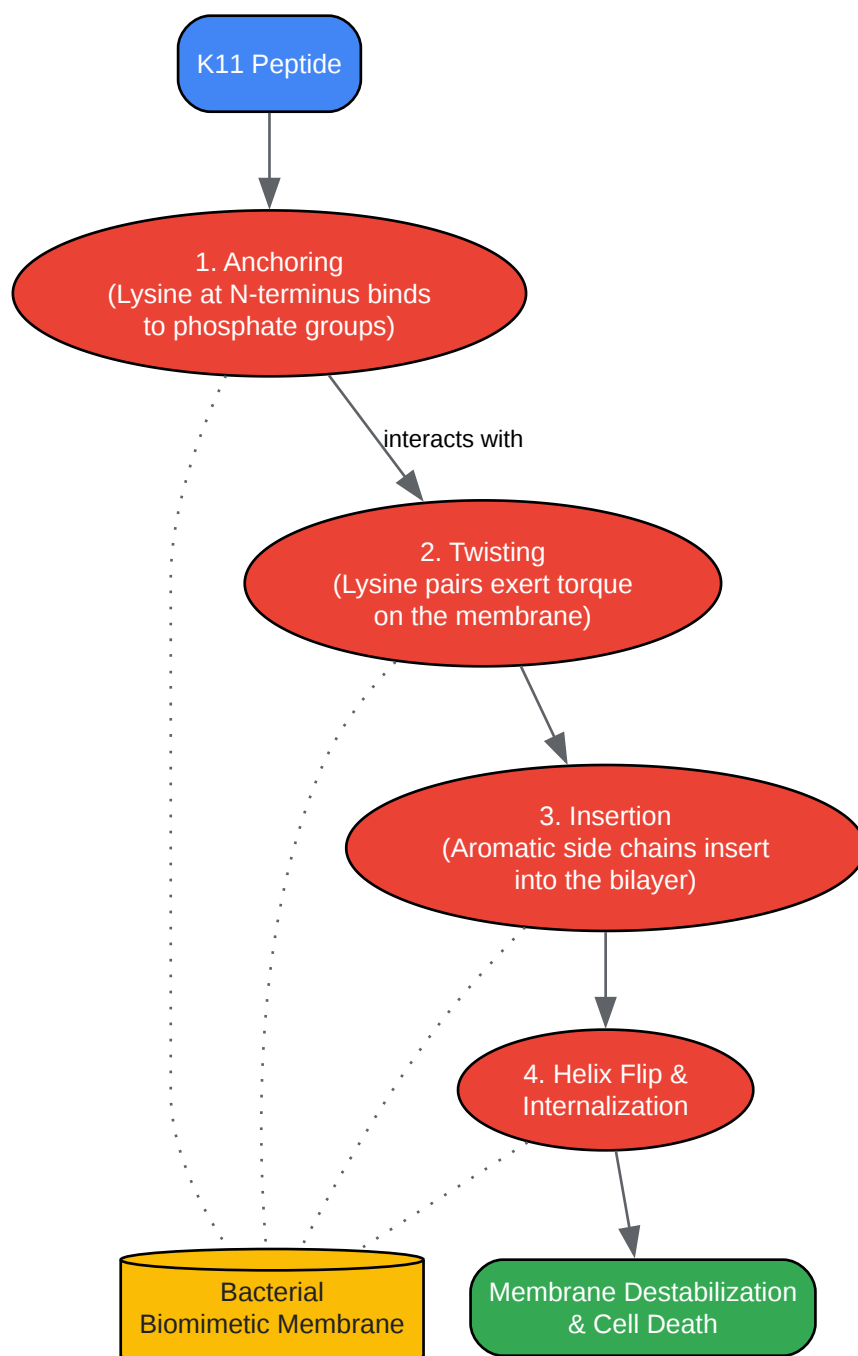 K11 Peptide
1. Anchoring
(Lysine at N-terminus binds
to phosphate groups)
interacts with
2. Twisting
(Lysine pairs exert torque
on the membrane)
3. Insertion
(Aromatic side chains insert
into the bilayer)
4. Helix Flip &
Internalization
Bacterial
Biomimetic Membrane
Membrane Destabilization
& Cell Death